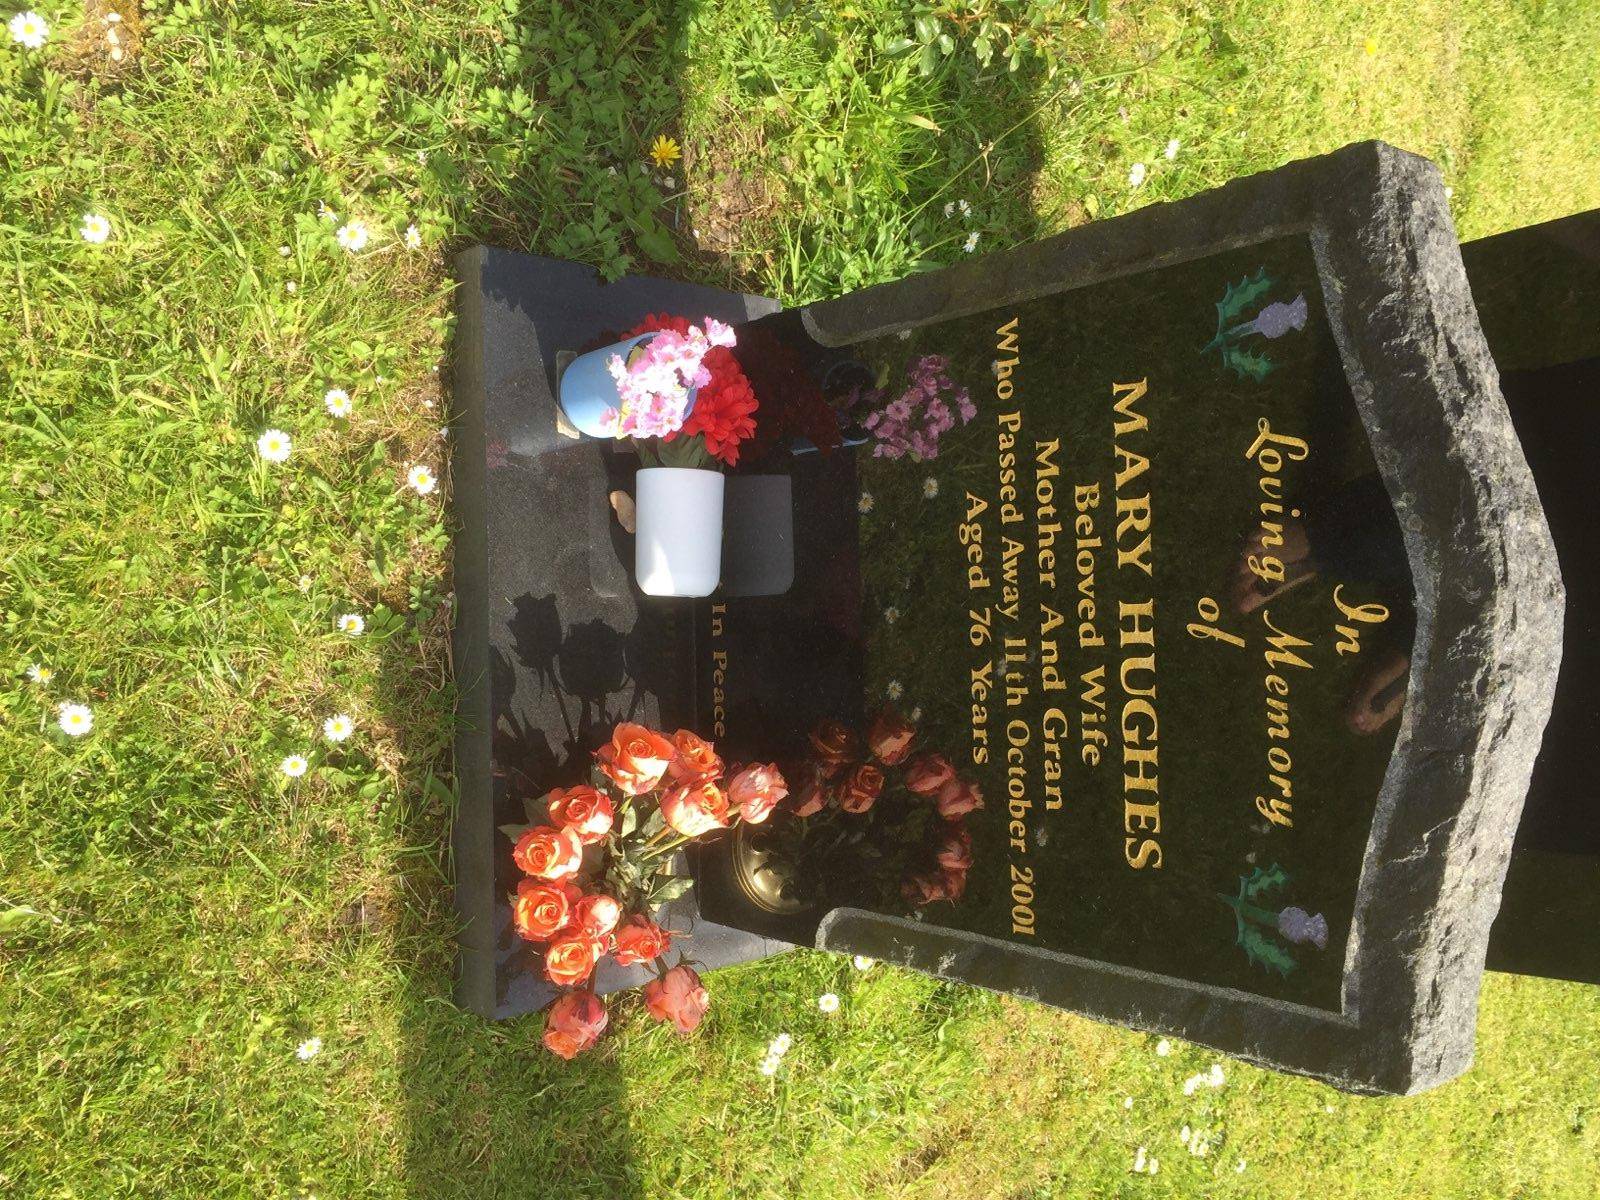 In
Loving Memory
of
MARY HUGHES
Beloved Wife
Mother And Gran
Who Passed Away 11th October 2001
Aged 76 Years
In Peace